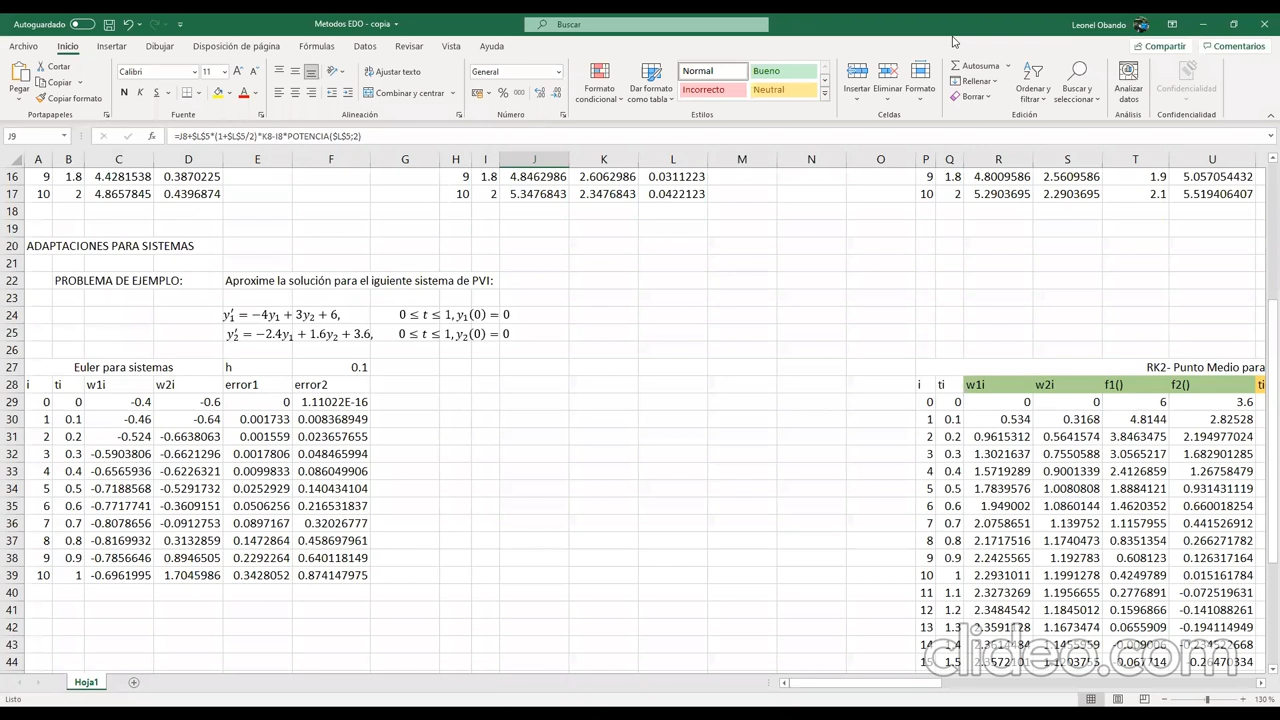 Autoguardado
Metodos EDO - copia
Buscar
Leonel Obando
Archivo Inicio Insertar Dibujar Disposición de página Fórmulas Datos Revisar Vista Ayuda
Compartir Comentarios
Pegar
Cortar
Copiar
Copiar formato
Portapapeles
Calibri 11
N K S
Fuente
Ajustar texto
Combinar y centrar
Alineación
General
% 000
Número
Formato condicional
Dar formato como tabla
Normal Bueno
Incorrecto Neutral
Estilos
Insertar Eliminar Formato
Celdas
Autosuma
Rellenar
Borrar
Ordenar y filtrar
Buscar y seleccionar
Edición
Analizar datos
Análisis
Confidencialidad
Confidencialidad
J9 fx =J8+$L$5*(1+$L$5/2)*K8-I8*POTENCIA($L$5;2)
A B C D E F G H I J K L M N O P Q R S T U
16 9 1.8 4.4281538 0.3870225 9 1.8 4.8462986 2.6062986 0.0311223 9 1.8 4.8009586 2.5609586 1.9 5.057054432
17 10 2 4.8657845 0.4396874 10 2 5.3476843 2.3476843 0.0422123 10 2 5.2903695 2.2903695 2.1 5.519406407
18
19
20 ADAPTACIONES PARA SISTEMAS
21
22 PROBLEMA DE EJEMPLO: Aproxime la solución para el iguiente sistema de PVI:
23
24 y₁′ = −4y₁ + 3y₂ + 6, 0 ≤ t ≤ 1, y₁(0) = 0
25 y₂′ = −2.4y₁ + 1.6y₂ + 3.6, 0 ≤ t ≤ 1, y₂(0) = 0
26
27 Euler para sistemas h 0.1 RK2- Punto Medio para
28 i ti w1i w2i error1 error2 i ti w1i w2i f1() f2() ti
29 0 0 -0.4 -0.6 0 1.11022E-16 0 0 0 0 6 3.6
30 1 0.1 -0.46 -0.64 0.001733 0.008368949 1 0.1 0.534 0.3168 4.8144 2.82528
31 2 0.2 -0.524 -0.6638063 0.001559 0.023657655 2 0.2 0.9615312 0.5641574 3.8463475 2.194977024
32 3 0.3 -0.5903806 -0.6621296 0.0017806 0.048465994 3 0.3 1.3021637 0.7550588 3.0565217 1.682901285
33 4 0.4 -0.6565936 -0.6226321 0.0099833 0.086049006 4 0.4 1.5719289 0.9001339 2.4126859 1.26758479
34 5 0.5 -0.7188568 -0.5291732 0.0252929 0.140434104 5 0.5 1.7839576 1.0080808 1.8884121 0.931431119
35 6 0.6 -0.7717741 -0.3609151 0.0506256 0.216531837 6 0.6 1.949002 1.0860144 1.4620352 0.660018254
36 7 0.7 -0.8078656 -0.0912753 0.0897167 0.32026777 7 0.7 2.0758651 1.139752 1.1157955 0.441526912
37 8 0.8 -0.8169932 0.3132859 0.1472864 0.458697961 8 0.8 2.1717516 1.1740473 0.8351354 0.266271782
38 9 0.9 -0.7856646 0.8946505 0.2292264 0.640118149 9 0.9 2.2425565 1.192783 0.608123 0.126317164
39 10 1 -0.6961995 1.7045986 0.3428052 0.874147975 10 1 2.2931011 1.1991278 0.4249789 0.015161784
40 11 1.1 2.3273269 1.1956655 0.2776891 -0.072519631
41 12 1.2 2.3484542 1.1845012 0.1596866 -0.141088261
42 13 1.3 1.1673474 0.0655909 -0.194114949
43 14 1.4
44 15 1.5
clideo.com
Hoja1
Listo
130 %